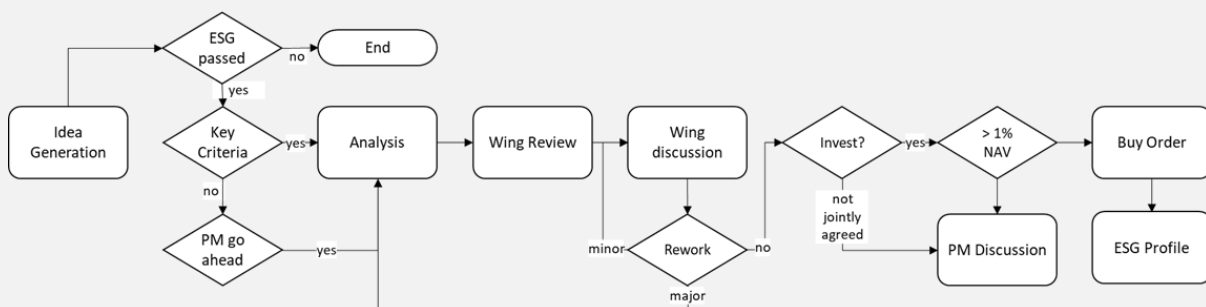 ESG
passed
no
End
yes
Idea
Generation
Key
Criteria
yes
Analysis
Wing Review
Wing
discussion
Invest?
yes
> 1%
NAV
Buy Order
no
not
jointly
agreed
PM go
ahead
yes
minor
Rework
no
PM Discussion
ESG Profile
major